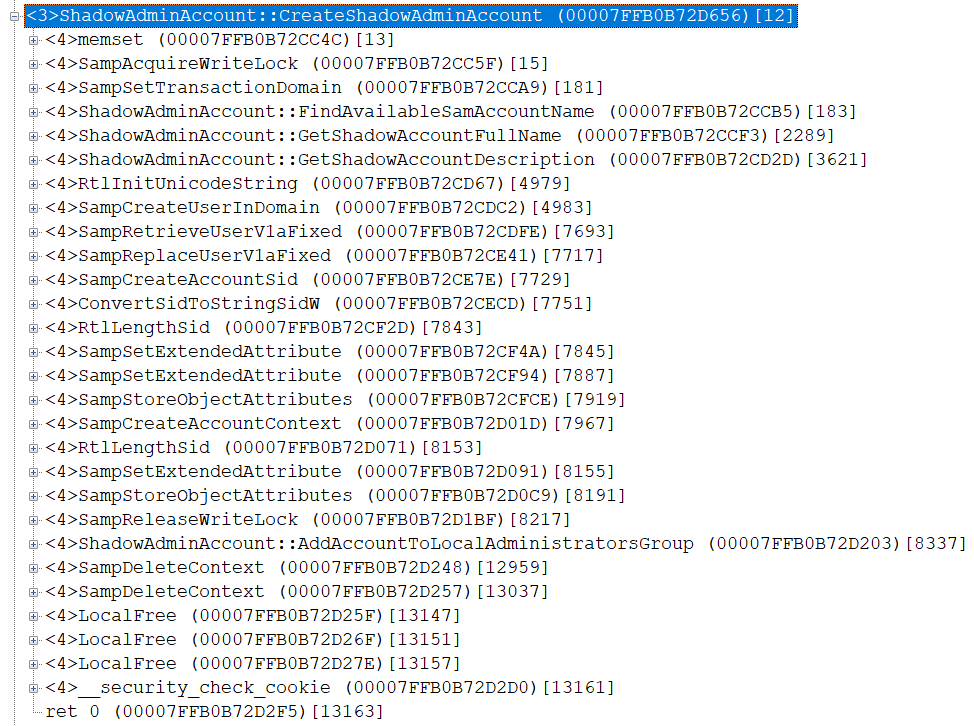 <3>ShadowAdminAccount::CreateShadowAdminAccount (00007FFB0B72D656)[12]
<4>memset (00007FFB0B72CC4C)[13]
<4>SampAcquireWriteLock (00007FFB0B72CC5F)[15]
<4>SampSetTransactionDomain (00007FFB0B72CCA9)[181]
<4>ShadowAdminAccount::FindAvailableSamAccountName (00007FFB0B72CCB5)[183]
<4>ShadowAdminAccount::GetShadowAccountFullName (00007FFB0B72CCF3)[2289]
<4>ShadowAdminAccount::GetShadowAccountDescription (00007FFB0B72CD2D)[3621]
<4>RtlInitUnicodeString (00007FFB0B72CD67)[4979]
<4>SampCreateUserInDomain (00007FFB0B72CDC2)[4983]
<4>SampRetrieveUserV1aFixed (00007FFB0B72CDFE)[7693]
<4>SampReplaceUserV1aFixed (00007FFB0B72CE41)[7717]
<4>SampCreateAccountSid (00007FFB0B72CE7E)[7729]
<4>ConvertSidToStringSidW (00007FFB0B72CECD)[7751]
<4>RtlLengthSid (00007FFB0B72CF2D)[7843]
<4>SampSetExtendedAttribute (00007FFB0B72CF4A)[7845]
<4>SampSetExtendedAttribute (00007FFB0B72CF94)[7887]
<4>SampStoreObjectAttributes (00007FFB0B72CFCE)[7919]
<4>SampCreateAccountContext (00007FFB0B72D01D)[7967]
<4>RtlLengthSid (00007FFB0B72D071)[8153]
<4>SampSetExtendedAttribute (00007FFB0B72D091)[8155]
<4>SampStoreObjectAttributes (00007FFB0B72D0C9)[8191]
<4>SampReleaseWriteLock (00007FFB0B72D1BF)[8217]
<4>ShadowAdminAccount::AddAccountToLocalAdministratorsGroup (00007FFB0B72D203)[8337]
<4>SampDeleteContext (00007FFB0B72D248)[12959]
<4>SampDeleteContext (00007FFB0B72D257)[13037]
<4>LocalFree (00007FFB0B72D25F)[13147]
<4>LocalFree (00007FFB0B72D26F)[13151]
<4>LocalFree (00007FFB0B72D27E)[13157]
<4>__security_check_cookie (00007FFB0B72D2D0)[13161]
ret 0 (00007FFB0B72D2F5)[13163]